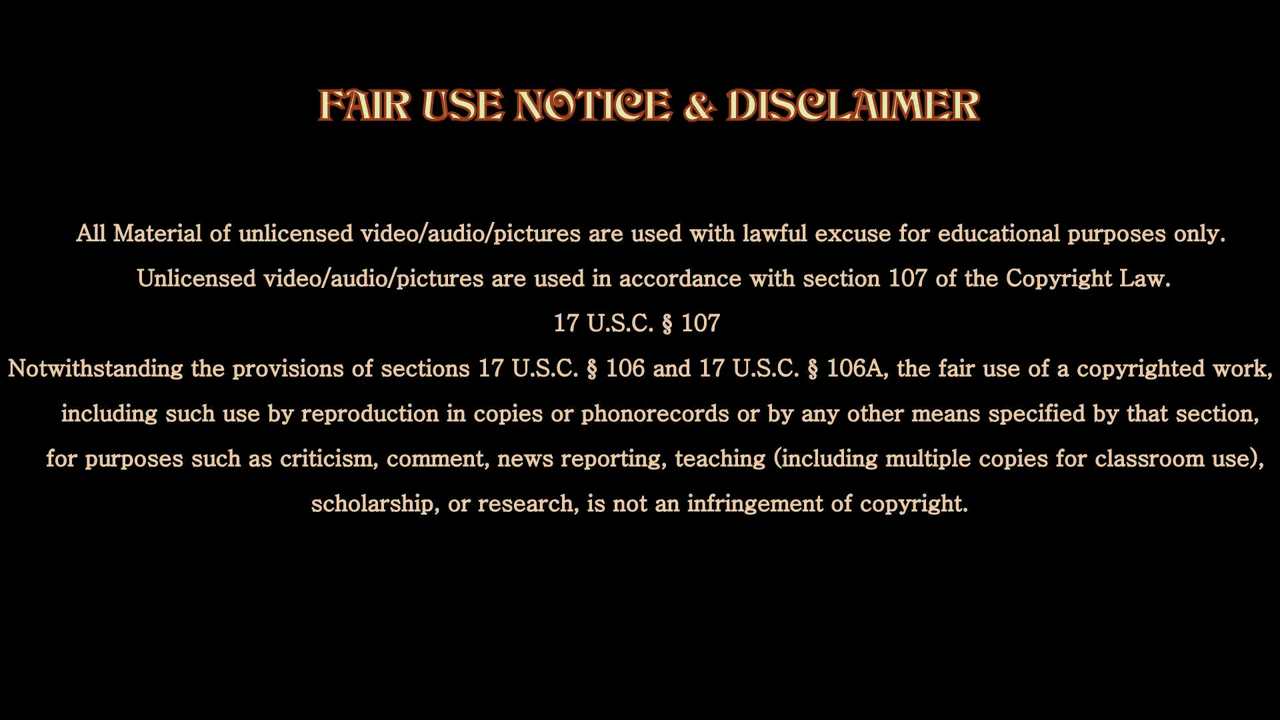 FAIR USE NOTICE & DISCLAIMER
All Material of unlicensed video/audio/pictures are used with lawful excuse for educational purposes only.
Unlicensed video/audio/pictures are used in accordance with section 107 of the Copyright Law.
17 U.S.C. § 107
Notwithstanding the provisions of sections 17 U.S.C. § 106 and 17 U.S.C. § 106A, the fair use of a copyrighted work,
including such use by reproduction in copies or phonorecords or by any other means specified by that section,
for purposes such as criticism, comment, news reporting, teaching (including multiple copies for classroom use),
scholarship, or research, is not an infringement of copyright.